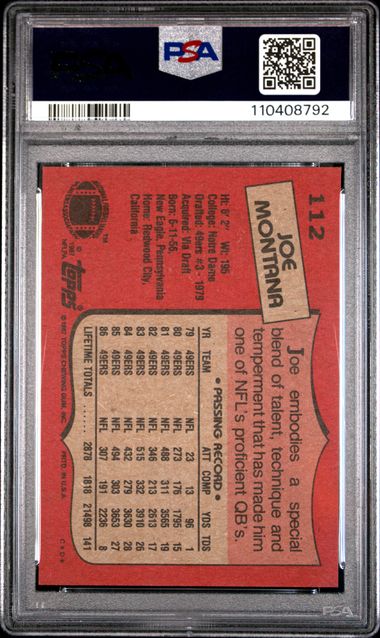 PSA
110408792
112
JOE
MONTANA
Ht: 6' 2" Wt: 195
College: Notre Dame
Drafted: 49ers #3 - 1979
Acquired: Via Draft
Born: 6-11-56,
New Eagle, Pennsylvania
Home: Redwood City,
California
Joe embodies a special
blend of talent, technique and
temperment that has made him
one of NFL's proficient QB's.
• PASSING RECORD •
YR TEAM ATT COMP YDS TDS
79 49ERS NFL 23 13 96 1
80 49ERS NFL 273 176 1795 15
81 49ERS NFL 488 311 3565 19
82 49ERS NFL 346 213 2613 17
83 49ERS NFL 515 332 3910 26
84 49ERS NFL 432 279 3630 28
85 49ERS NFL 494 303 3653 27
86 49ERS NFL 307 191 2236 8
LIFETIME TOTALS ....... 2878 1818 21498 141
© 1987
NFLPA
topps
© 1987 TOPPS CHEWING GUM, INC.
PRTD. IN U.S.A.
PSA